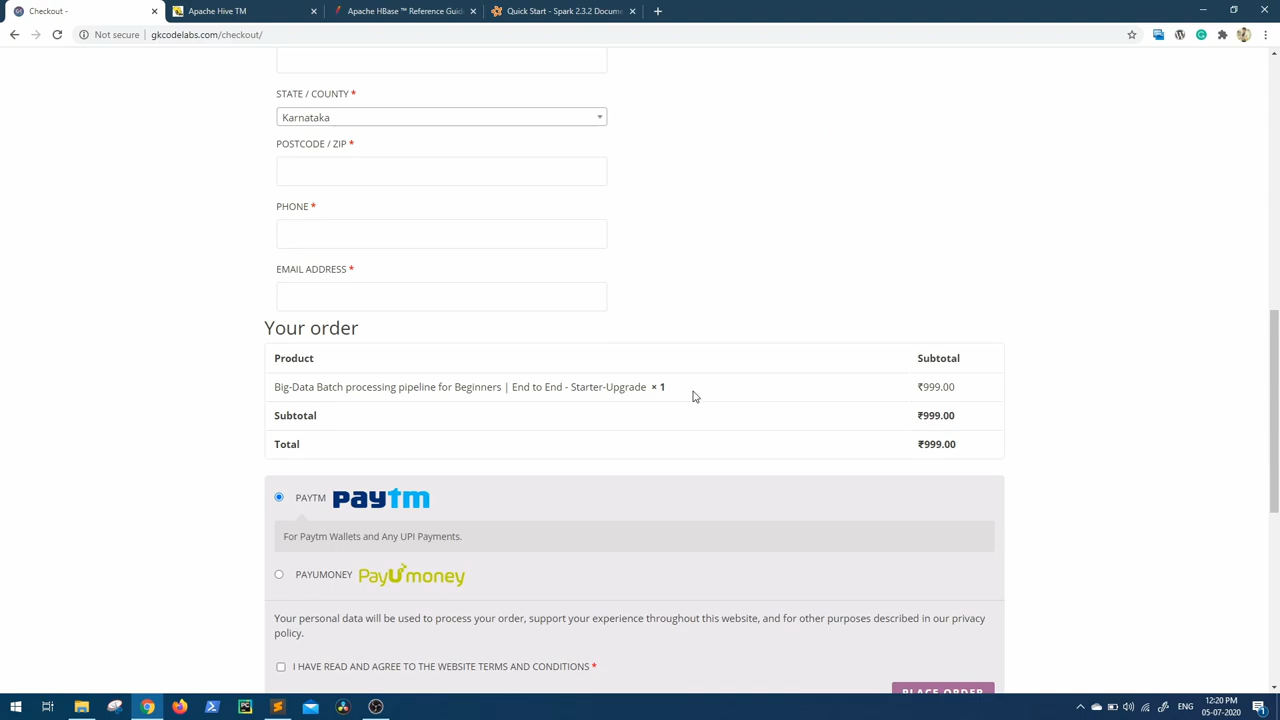 Checkout -
Apache Hive TM
Apache HBase ™ Reference Guid
Quick Start - Spark 2.3.2 Docume
Not secure
gkcodelabs.com/checkout/
STATE / COUNTY *
Karnataka
POSTCODE / ZIP *
PHONE *
EMAIL ADDRESS *
Your order
Product Subtotal
Big-Data Batch processing pipeline for Beginners | End to End - Starter-Upgrade × 1 ₹999.00
Subtotal ₹999.00
Total ₹999.00
PAYTM paytm
For Paytm Wallets and Any UPI Payments.
PAYUMONEY PayUmoney
Your personal data will be used to process your order, support your experience throughout this website, and for other purposes described in our privacy
policy.
I HAVE READ AND AGREE TO THE WEBSITE TERMS AND CONDITIONS *
PLACE ORDER
ENG
12:20 PM
05-07-2020